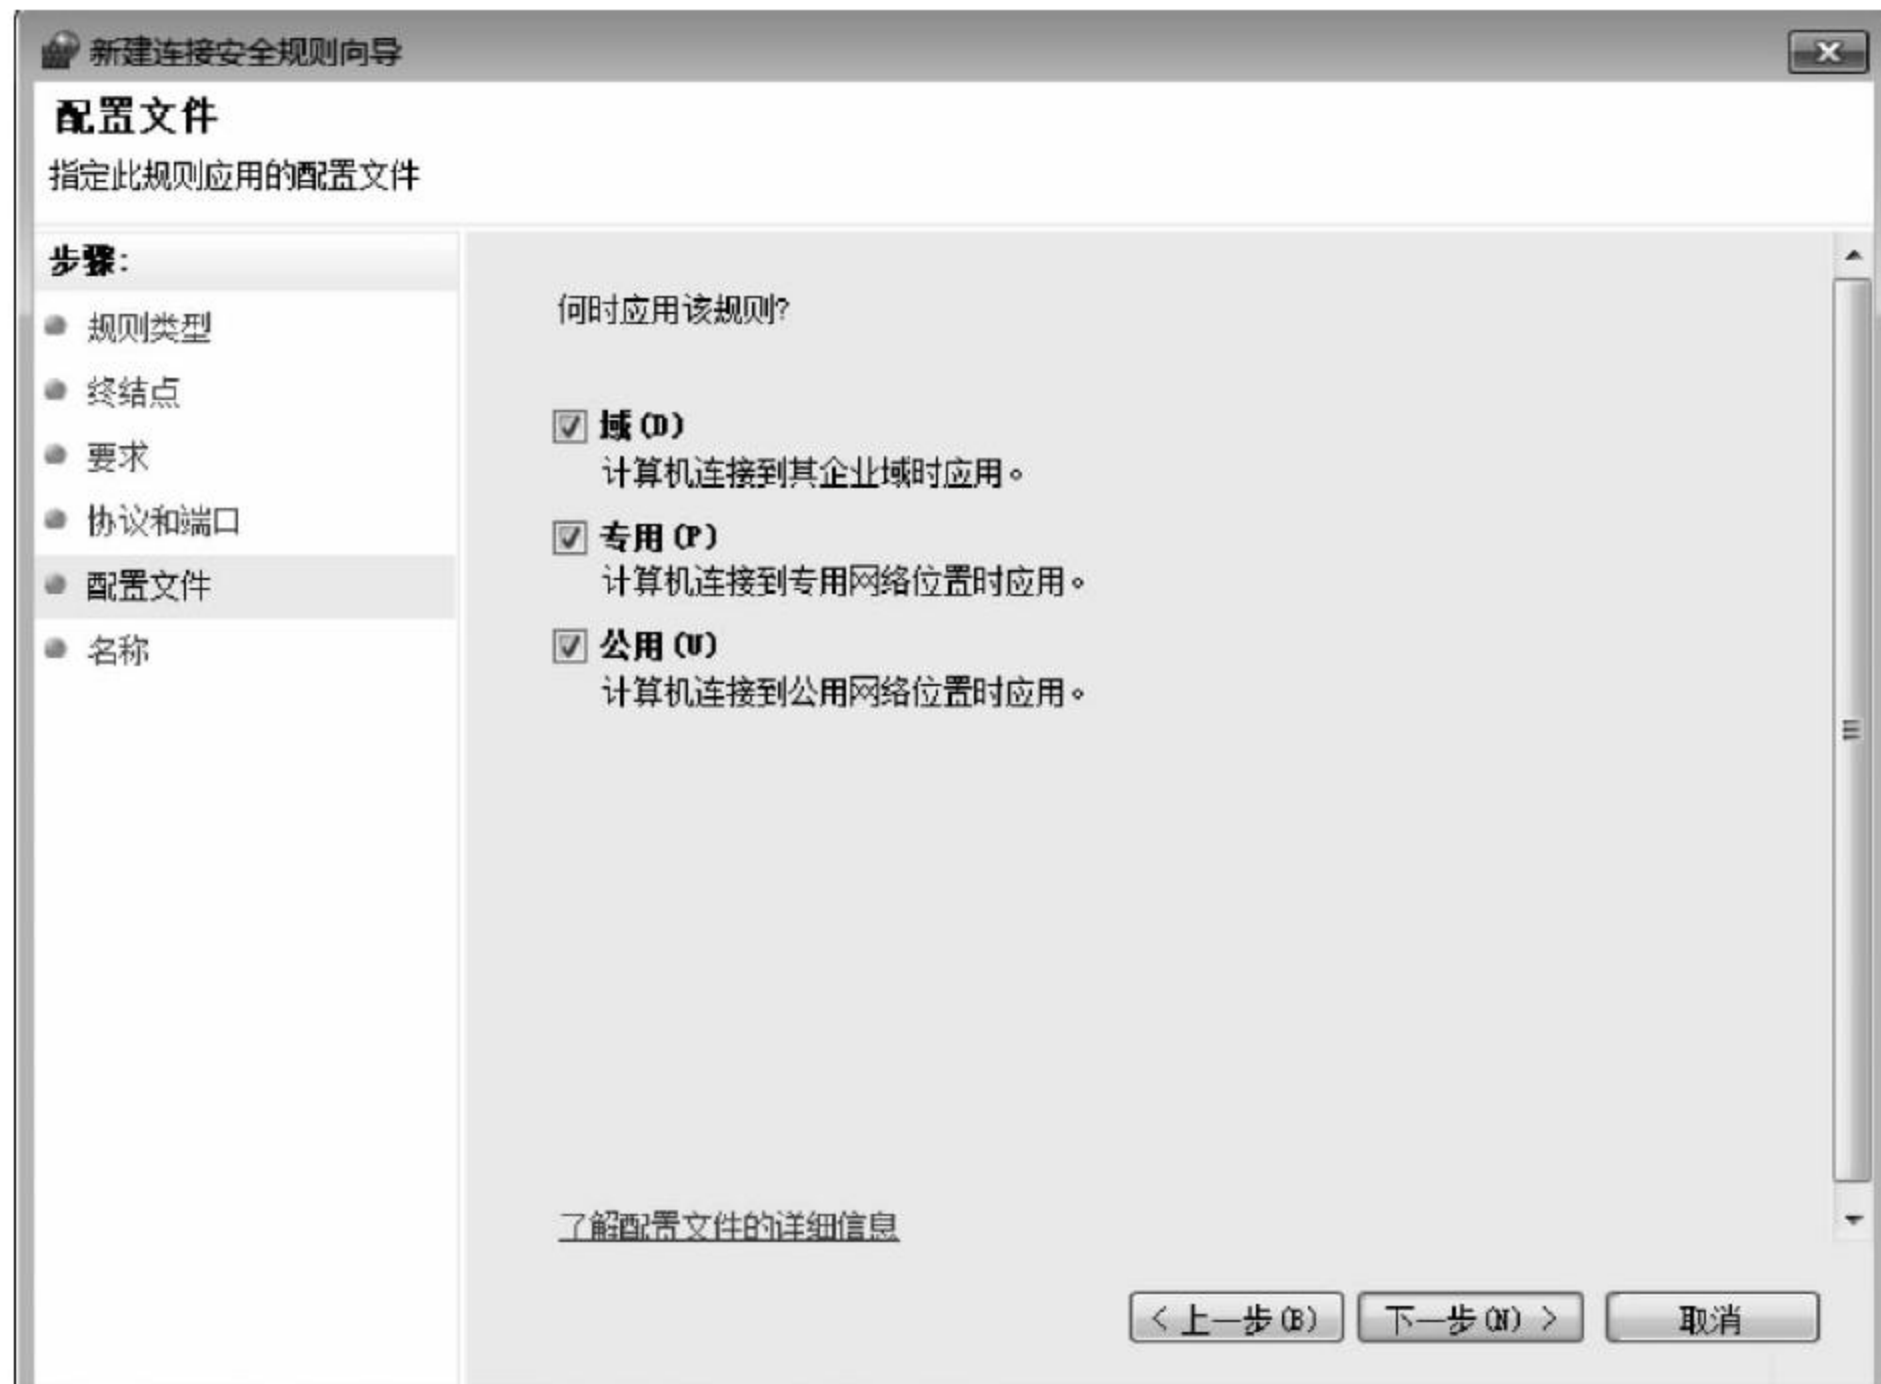 新建连接安全规则向导
配置文件
指定此规则应用的配置文件
步骤:
规则类型
终结点
要求
协议和端口
配置文件
名称
何时应用该规则?
域(D)
计算机连接到其企业域时应用。
专用(P)
计算机连接到专用网络位置时应用。
公用(U)
计算机连接到公用网络位置时应用。
了解配置文件的详细信息
<上一步(B) 下一步(N)> 取消